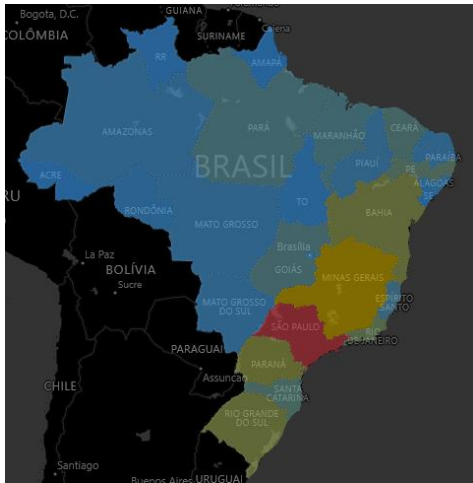 Bogota, D.C.
GUIANA
COLÔMBIA
SURINAME
RR
AMAPÁ
AMAZONAS
PARÁ
MARANHÃO
CEARÁ
BRASIL
PIAUÍ
PARAÍBA
PE
ACRE
ALAGOAS
SE
RONDÔNIA
TO
MATO GROSSO
BAHIA
Brasília
La Paz
BOLÍVIA
GOIÁS
MINAS GERAIS
Sucre
MATO GROSSO
DO SUL
ESPÍRITO
SANTO
SÃO PAULO
RIO
DE JANEIRO
PARAGUAI
PARANÁ
Assuncao
CHILE
SANTA
CATARINA
RIO GRANDE
DO SUL
Santiago
Buenos Aires
URUGUAI